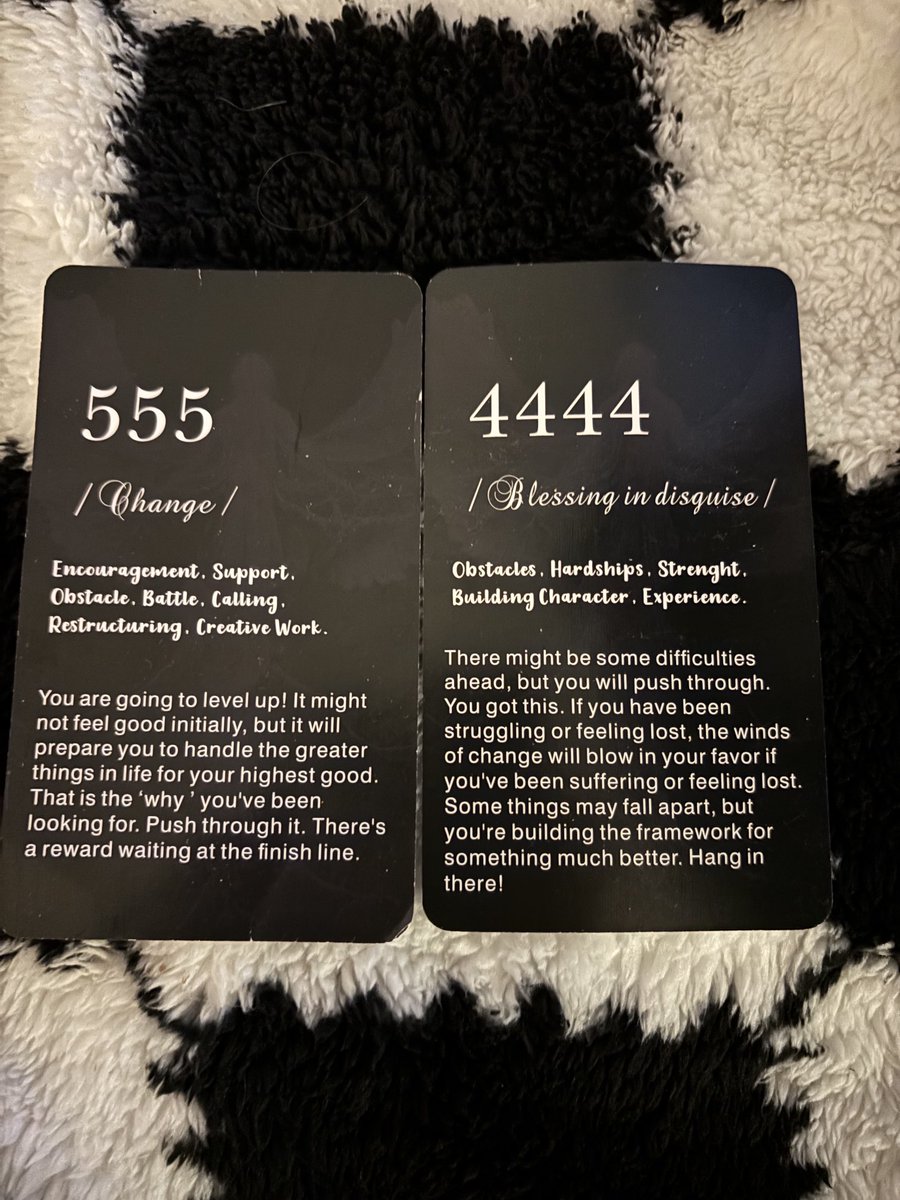 555
/Change/
Encouragement, Support,
Obstacle, Battle, Calling,
Restructuring, Creative Work.
You are going to level up! It might
not feel good initially, but it will
prepare you to handle the greater
things in life for your highest good.
That is the ‘why ’ you've been
looking for. Push through it. There's
a reward waiting at the finish line.
4444
/Blessing in disguise/
Obstacles, Hardships, Strenght,
Building Character, Experience.
There might be some difficulties
ahead, but you will push through.
You got this. If you have been
struggling or feeling lost, the winds
of change will blow in your favor if
you've been suffering or feeling lost.
Some things may fall apart, but
you're building the framework for
something much better. Hang in
there!